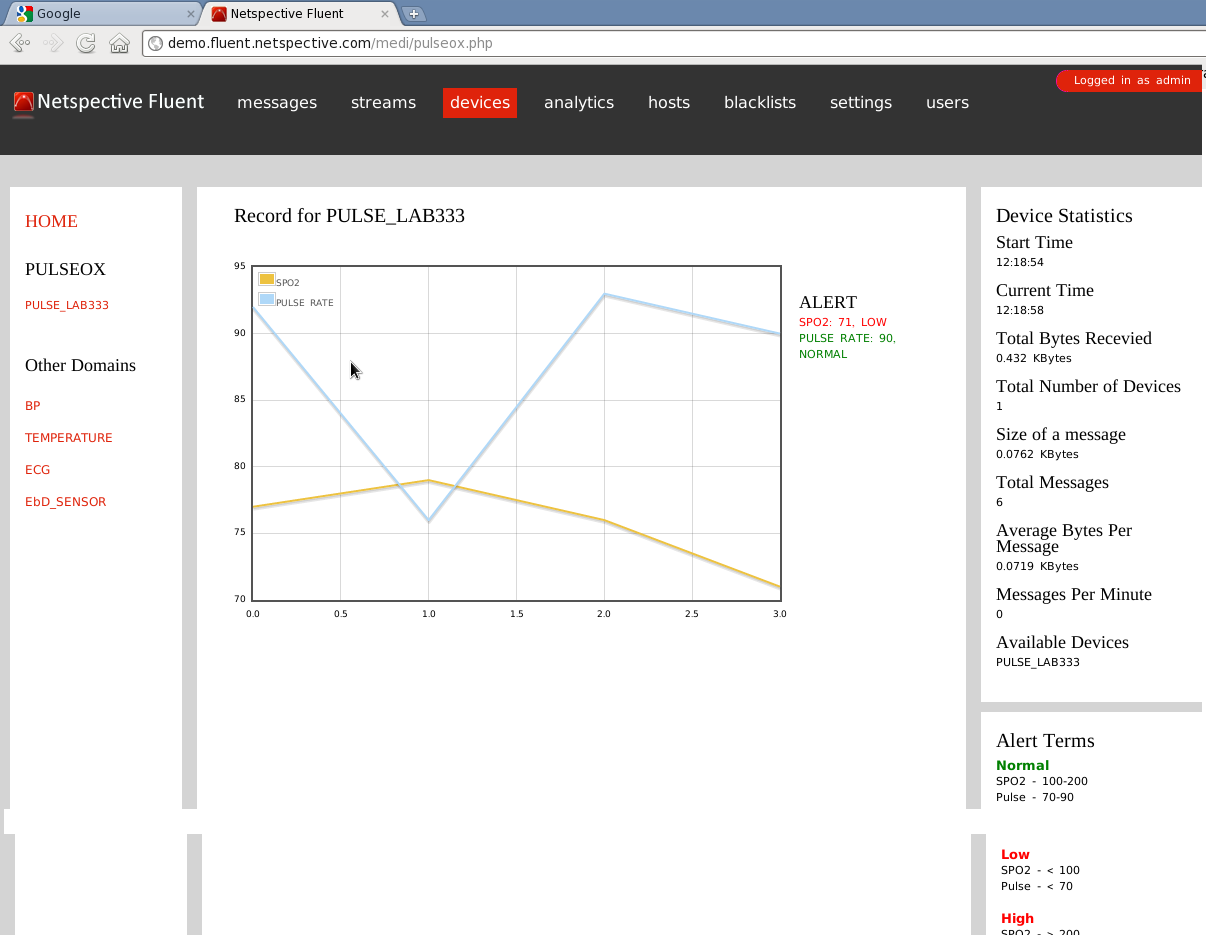 Google
Netspective Fluent
demo.fluent.netspective.com/medi/pulseox.php
Logged in as admin
Netspective Fluent
messages
streams
devices
analytics
hosts
blacklists
settings
users
HOME
PULSEOX
PULSE_LAB333
Other Domains
BP
TEMPERATURE
ECG
EbD_SENSOR
Record for PULSE_LAB333
SPO2
PULSE RATE
95
90
85
80
75
70
0.0
0.5
1.0
1.5
2.0
2.5
3.0
ALERT
SPO2: 71, LOW
PULSE RATE: 90,
NORMAL
Device Statistics
Start Time
12:18:54
Current Time
12:18:58
Total Bytes Recevied
0.432 KBytes
Total Number of Devices
1
Size of a message
0.0762 KBytes
Total Messages
6
Average Bytes Per
Message
0.0719 KBytes
Messages Per Minute
0
Available Devices
PULSE_LAB333
Alert Terms
Normal
SPO2 - 100-200
Pulse - 70-90
Low
SPO2 - < 100
Pulse - < 70
High
SPO2 - > 200